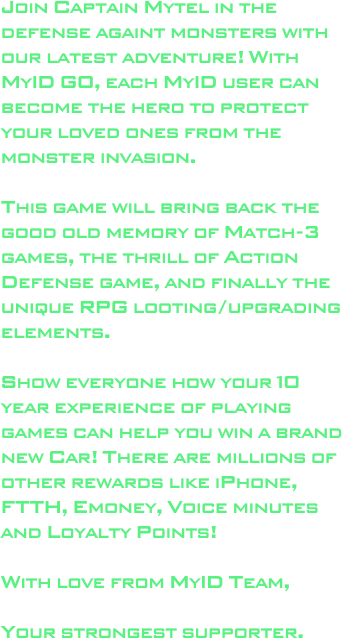 Join Captain Mytel in the
defense againt monsters with
our latest adventure! With
MyID GO, each MyID user can
become the hero to protect
your loved ones from the
monster invasion.

This game will bring back the
good old memory of Match-3
games, the thrill of Action
Defense game, and finally the
unique RPG looting/upgrading
elements.

Show everyone how your 10
year experience of playing
games can help you win a brand
new Car! There are millions of
other rewards like iPhone,
FTTH, Emoney, Voice minutes
and Loyalty Points!

With love from MyID Team,

Your strongest supporter.